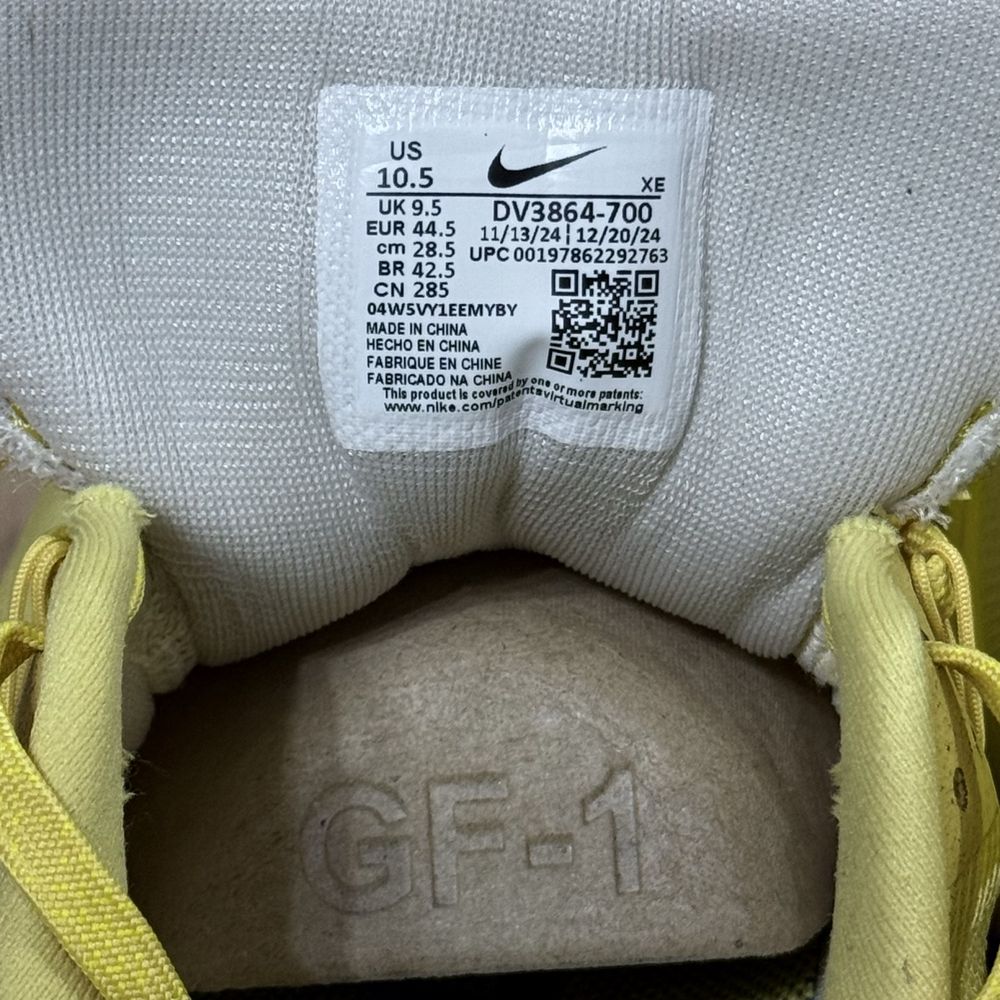 US
10.5
XE
UK 9.5
EUR 44.5
cm 28.5
BR 42.5
CN 285
DV3864-700
11/13/24 | 12/20/24
UPC 00197862292763
04W5VY1EEMYBY
MADE IN CHINA
HECHO EN CHINA
FABRIQUE EN CHINE
FABRICADO NA CHINA
This product is covered by one or more patents:
www.nike.com/patentsvirtualmarking
GF-1